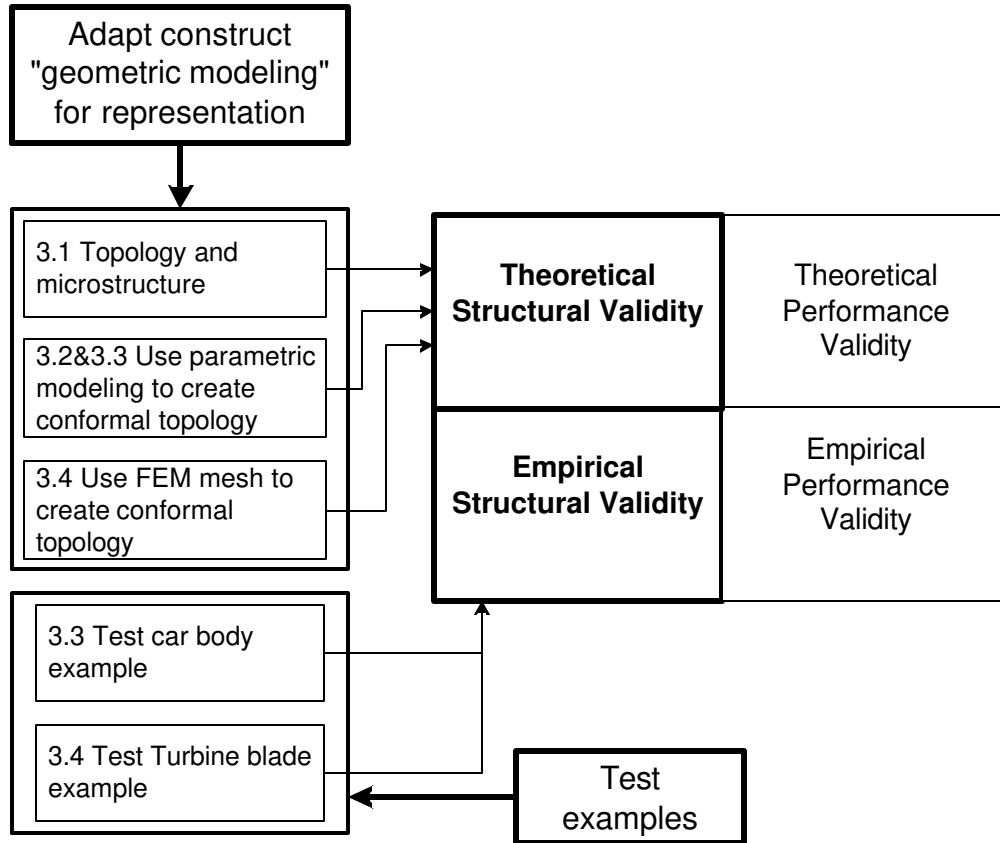 Adapt construct
"geometric modeling"
for representation
3.1 Topology and
microstructure
3.2&3.3 Use parametric
modeling to create
conformal topology
3.4 Use FEM mesh to
create conformal
topology
Theoretical
Structural Validity
Theoretical
Performance
Validity
Empirical
Structural Validity
Empirical
Performance
Validity
3.3 Test car body
example
3.4 Test Turbine blade
example
Test
examples